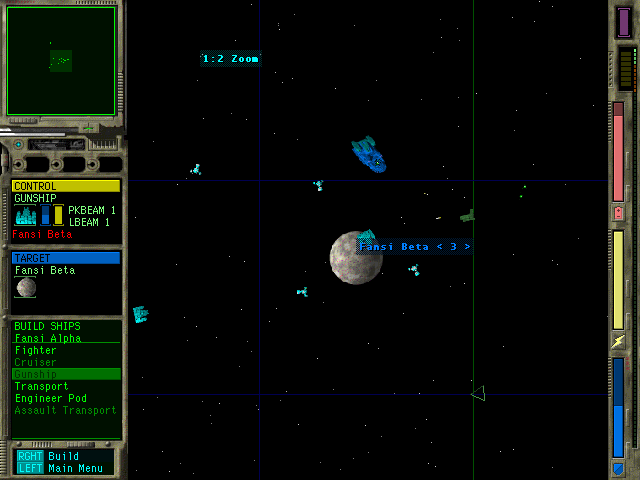 1:2 Zoom
CONTROL
GUNSHIP
PKBEAM 1
LBEAM 1
Fansi Beta
TARGET
Fansi Beta
Fansi Beta < 3 >
BUILD SHIPS
Fansi Alpha
Fighter
Cruiser
Gunship
Transport
Engineer Pod
Assault Transport
RGHT Build
LEFT Main Menu